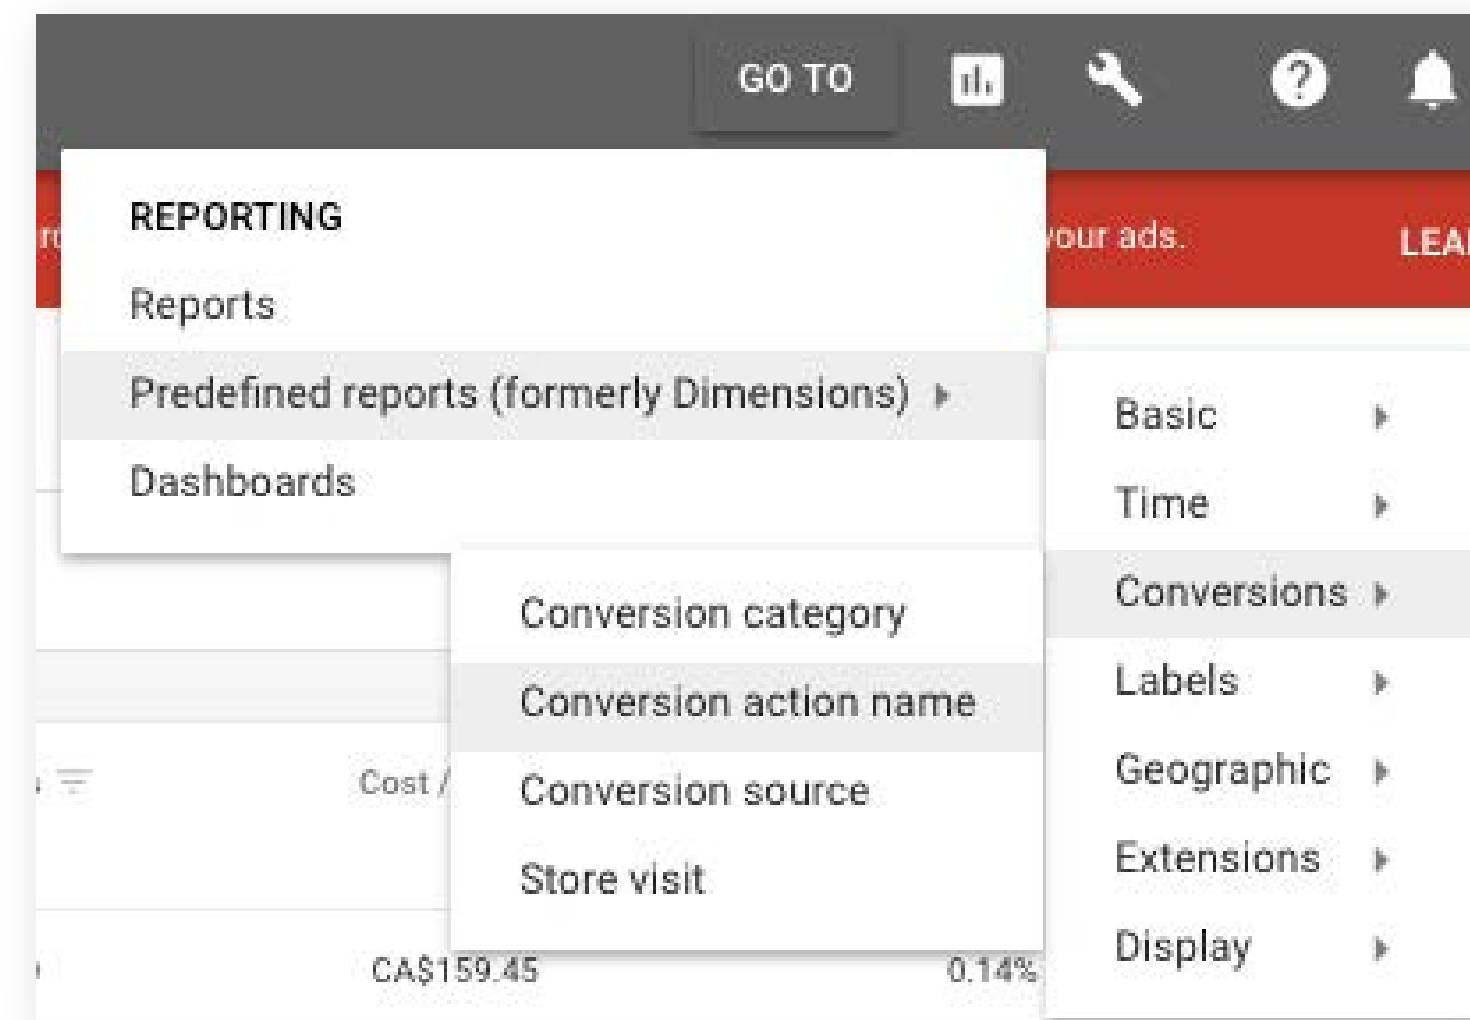 GO TO
REPORTING
your ads.
Reports
Predefined reports (formerly Dimensions)
Dashboards
Basic
Time
Conversions
Labels
Geographic
Extensions
Display
Conversion category
Conversion action name
Conversion source
Store visit
Cost /
CA$159.45
0.14%